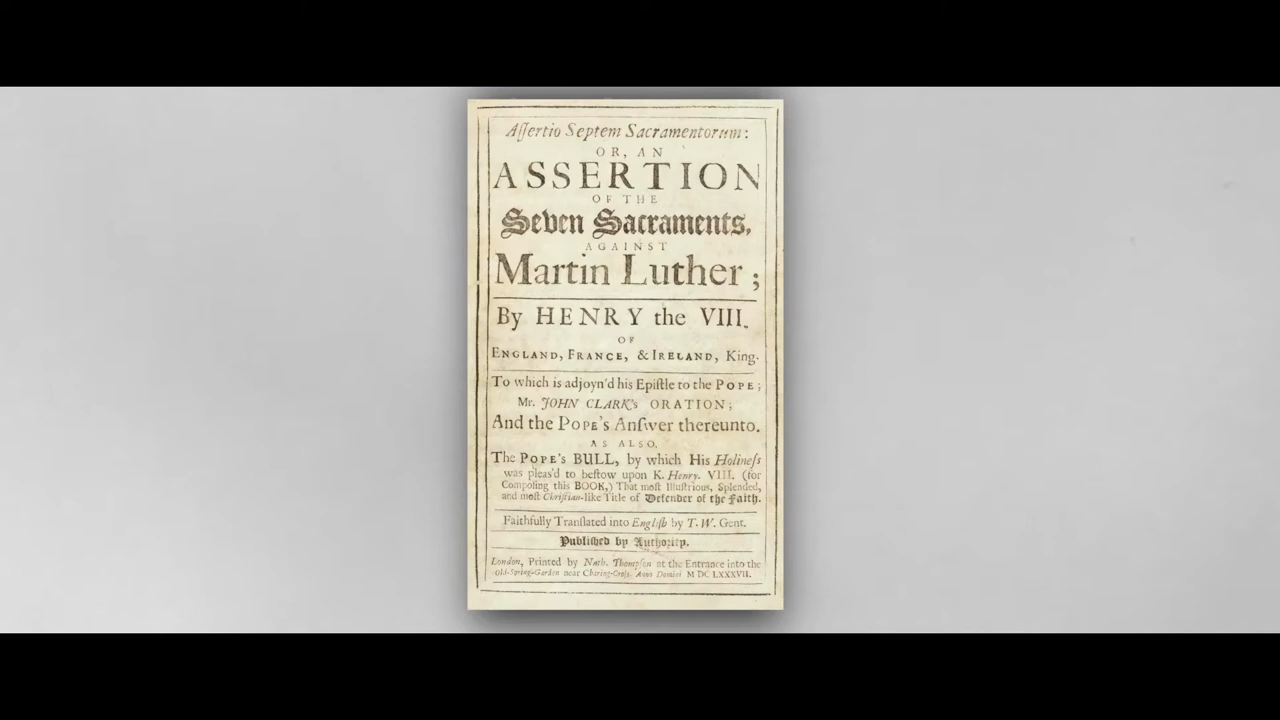 Aſſertio Septem Sacramentorum:
OR, AN
ASSERTION
OF THE
Seven Sacraments,
AGAINST
Martin Luther;
By HENRY the VIII.
OF
ENGLAND, FRANCE, & IRELAND, King.
To which is adjoyn'd his Epiſtle to the POPE;
Mr. JOHN CLARK's ORATION;
And the POPE's Anſwer thereunto.
AS ALSO,
The POPE's BULL, by which His Holineſs
was pleas'd to beſtow upon K. Henry. VIII. (for
Compoſing this BOOK,) That moſt Illuſtrious, Splended,
and moſt Chriſtian-like Title of Defender of the Faith.
Faithfully Tranſlated into Engliſh by T. W. Gent.
Publiſhed by Authority.
London, Printed by Nath. Thompſon at the Entrance into the
Old-Spring-Garden near Charing-Croſs. Anno Domini M DC LXXXVII.